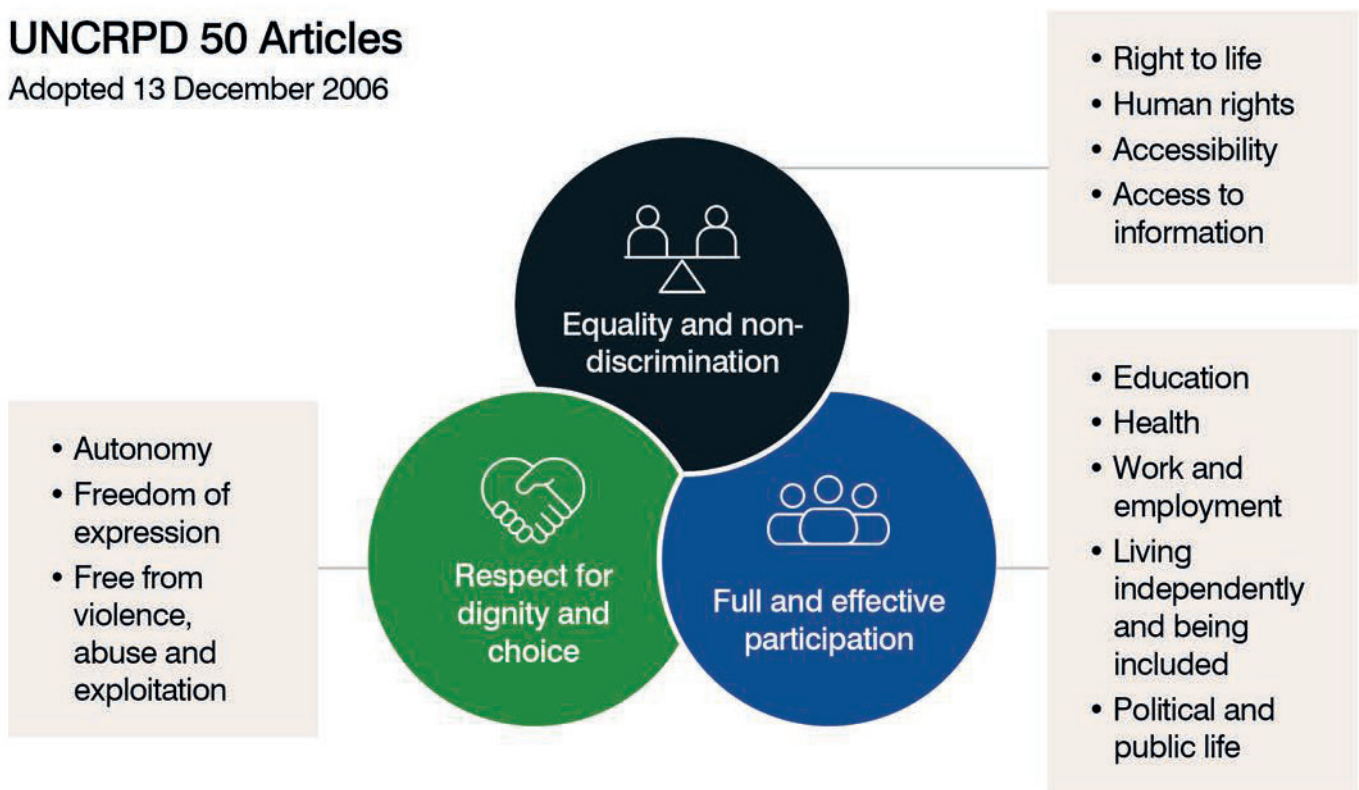 UNCRPD 50 Articles
Adopted 13 December 2006
• Right to life
• Human rights
• Accessibility
• Access to
information
Equality and non-
discrimination
• Autonomy
• Freedom of
expression
• Free from
violence,
abuse and
exploitation
Respect for
dignity and
choice
Full and effective
participation
• Education
• Health
• Work and
employment
• Living
independently
and being
included
• Political and
public life